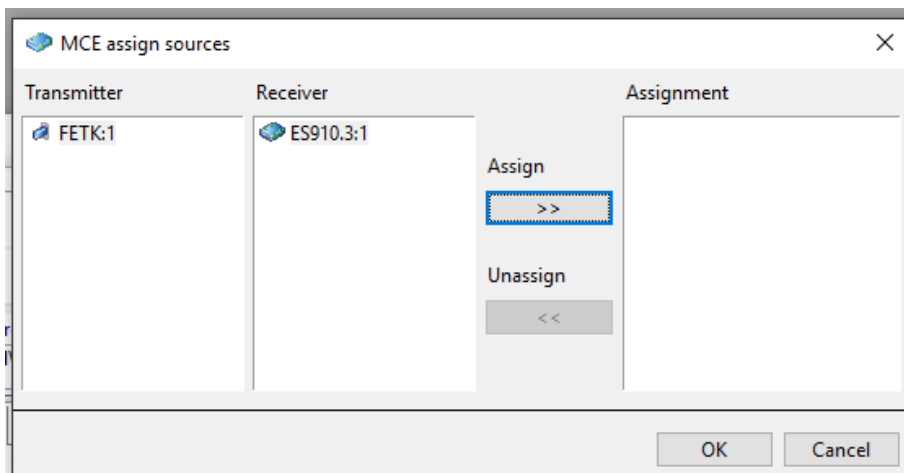 MCE assign sources
Transmitter
Receiver
Assignment
FETK:1
ES910.3:1
Assign
>>
Unassign
<<
OK
Cancel